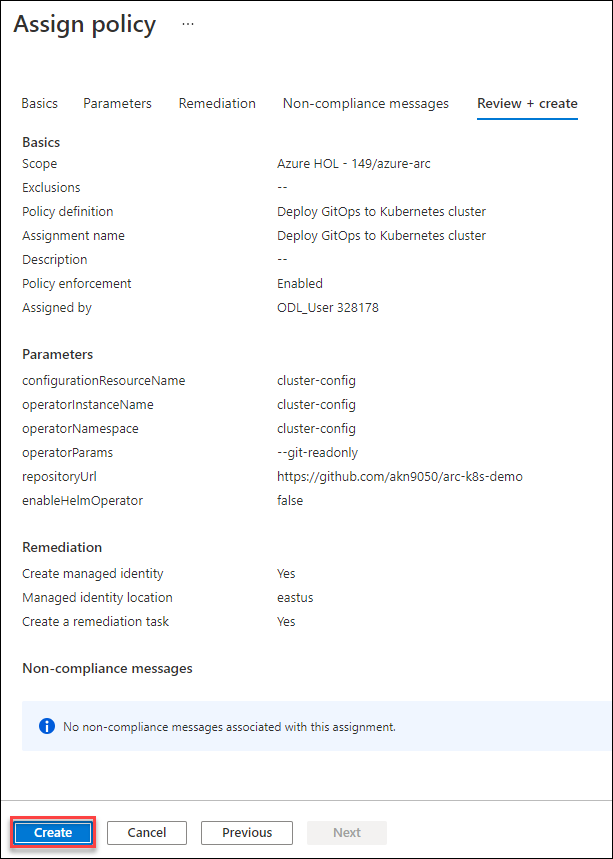 Assign policy ...
Basics Parameters Remediation Non-compliance messages Review + create
Basics
Scope Azure HOL - 149/azure-arc
Exclusions --
Policy definition Deploy GitOps to Kubernetes cluster
Assignment name Deploy GitOps to Kubernetes cluster
Description --
Policy enforcement Enabled
Assigned by ODL_User 328178
Parameters
configurationResourceName cluster-config
operatorInstanceName cluster-config
operatorNamespace cluster-config
operatorParams --git-readonly
repositoryUrl https://github.com/akn9050/arc-k8s-demo
enableHelmOperator false
Remediation
Create managed identity Yes
Managed identity location eastus
Create a remediation task Yes
Non-compliance messages
No non-compliance messages associated with this assignment.
Create Cancel Previous Next